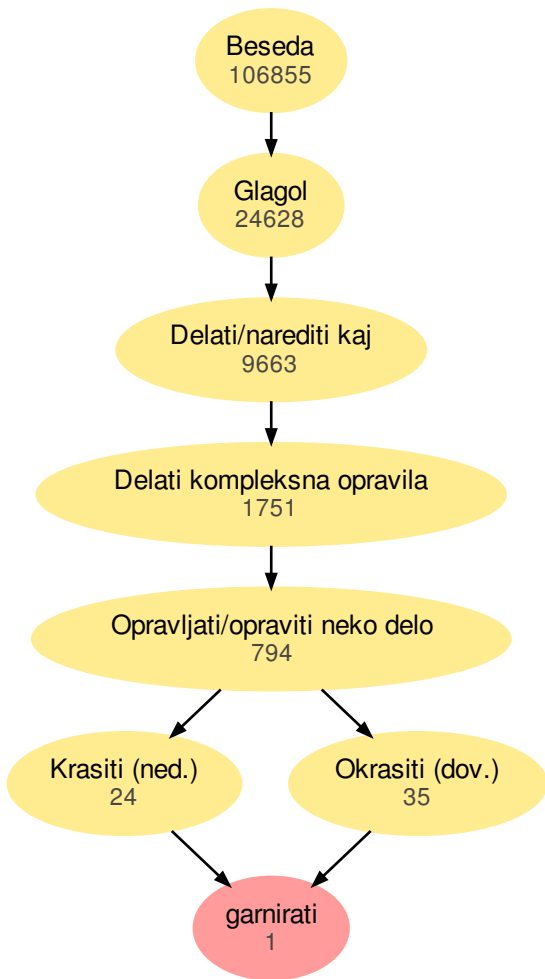 Beseda
106855
Glagol
24628
Delati/narediti kaj
9663
Delati kompleksna opravila
1751
Opravljati/opraviti neko delo
794
Krasiti (ned.)
24
Okrasiti (dov.)
35
garnirati
1